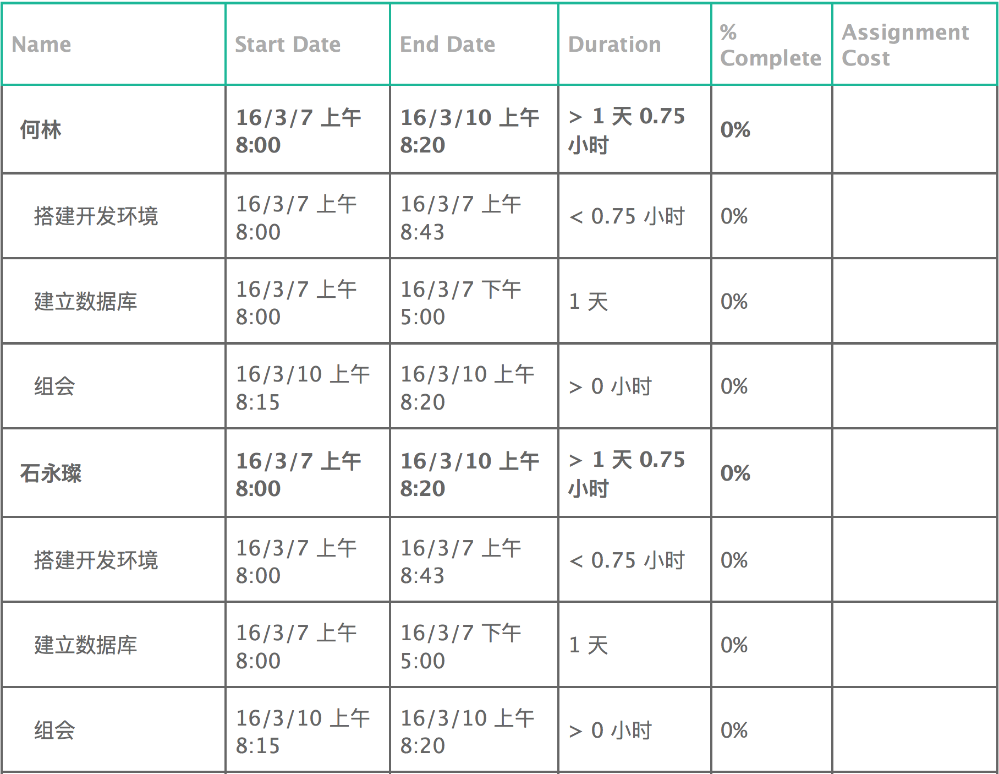 Name Start Date End Date Duration % Complete Assignment Cost
何林 16/3/7 上午 8:00 16/3/10 上午 8:20 > 1 天 0.75 小时 0%
搭建开发环境 16/3/7 上午 8:00 16/3/7 上午 8:43 < 0.75 小时 0%
建立数据库 16/3/7 上午 8:00 16/3/7 下午 5:00 1 天 0%
组会 16/3/10 上午 8:15 16/3/10 上午 8:20 > 0 小时 0%
石永璨 16/3/7 上午 8:00 16/3/10 上午 8:20 > 1 天 0.75 小时 0%
搭建开发环境 16/3/7 上午 8:00 16/3/7 上午 8:43 < 0.75 小时 0%
建立数据库 16/3/7 上午 8:00 16/3/7 下午 5:00 1 天 0%
组会 16/3/10 上午 8:15 16/3/10 上午 8:20 > 0 小时 0%